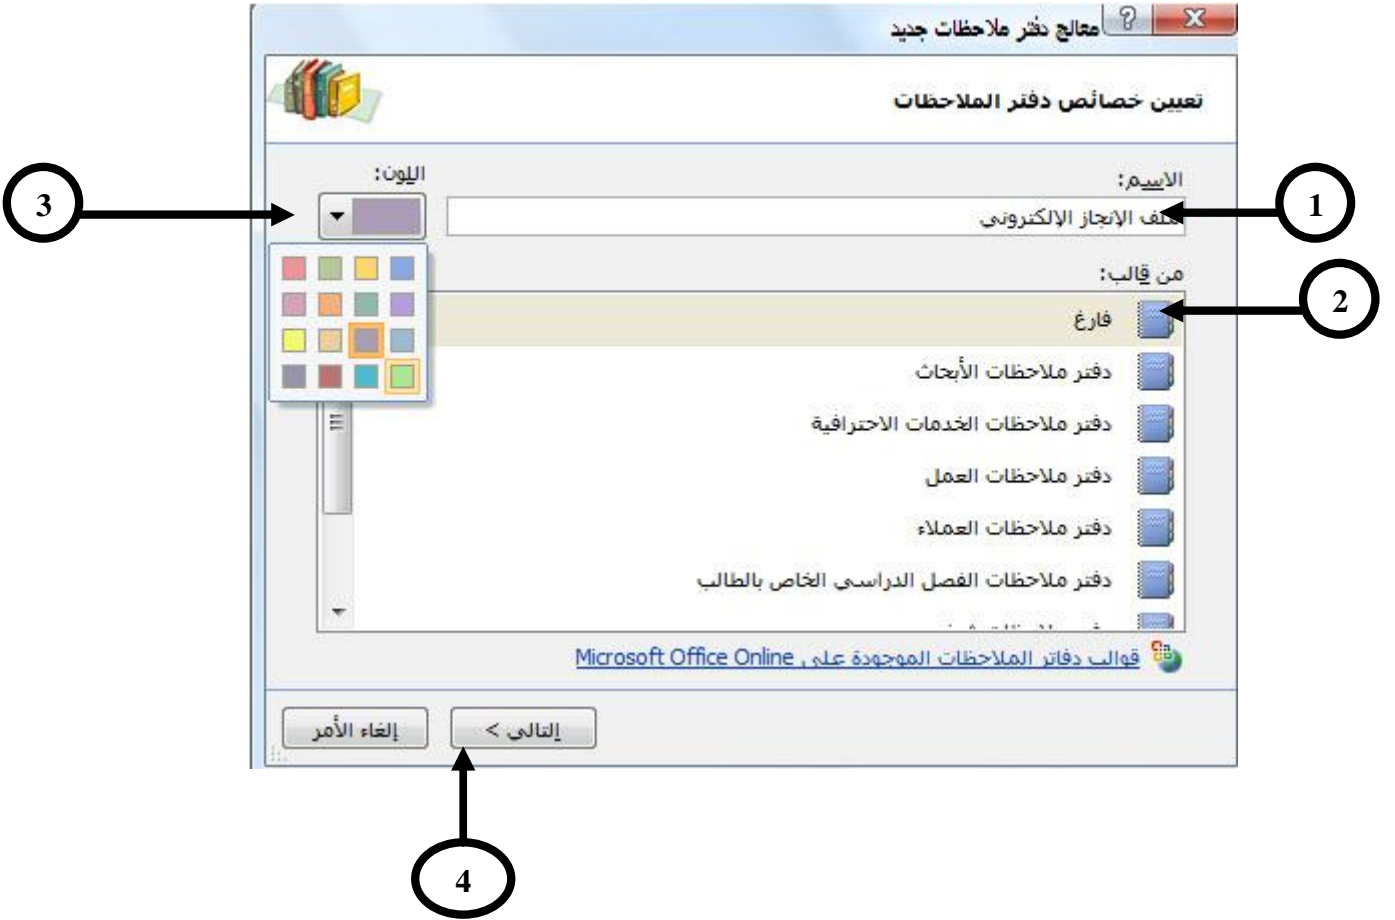 معالج دفتر ملاحظات جديد
تعيين خصائص دفتر الملاحظات
الاسم:
اللون:
1
الإنجاز الإلكتروني
3
من قالب:
2
فارغ
دفتر ملاحظات الأبحاث
دفتر ملاحظات الخدمات الاحترافية
دفتر ملاحظات العمل
دفتر ملاحظات العملاء
دفتر ملاحظات الفصل الدراسي الخاص بالطالب
قوالب دفاتر الملاحظات الموجودة على Microsoft Office Online
التالي >
إلغاء الأمر
4